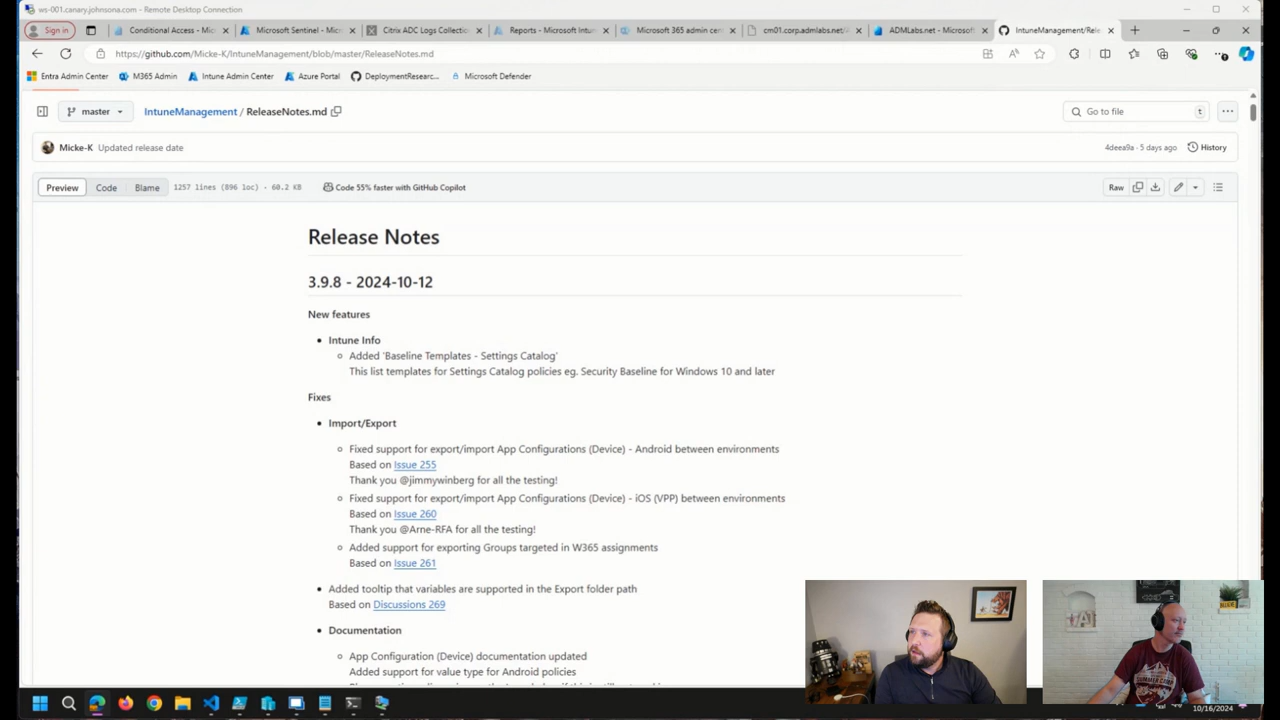 ws-001.canary.johnsona.com - Remote Desktop Connection
Sign in
Conditional Access - Mic
Microsoft Sentinel - Micr
Citrix ADC Logs Collectio
Reports - Microsoft Intun
Microsoft 365 admin cen
cm01.corp.admlabs.net/A
ADMLabs.net - Microsoft
IntuneManagement/Rele
https://github.com/Micke-K/IntuneManagement/blob/master/ReleaseNotes.md
Entra Admin Center
M365 Admin
Intune Admin Center
Azure Portal
DeploymentResearc...
Microsoft Defender
master
IntuneManagement / ReleaseNotes.md
Go to file
t
Micke-K Updated release date
4deea9a · 5 days ago
History
Preview
Code
Blame
1257 lines (896 loc) · 60.2 KB
Code 55% faster with GitHub Copilot
Raw
Release Notes
3.9.8 - 2024-10-12
New features
• Intune Info
Added 'Baseline Templates - Settings Catalog'
This list templates for Settings Catalog policies eg. Security Baseline for Windows 10 and later
Fixes
• Import/Export
Fixed support for export/import App Configurations (Device) - Android between environments
Based on Issue 255
Thank you @jimmywinberg for all the testing!
Fixed support for export/import App Configurations (Device) - iOS (VPP) between environments
Based on Issue 260
Thank you @Arne-RFA for all the testing!
Added support for exporting Groups targeted in W365 assignments
Based on Issue 261
• Added tooltip that variables are supported in the Export folder path
Based on Discussions 269
• Documentation
App Configuration (Device) documentation updated
Added support for value type for Android policies
10/16/2024